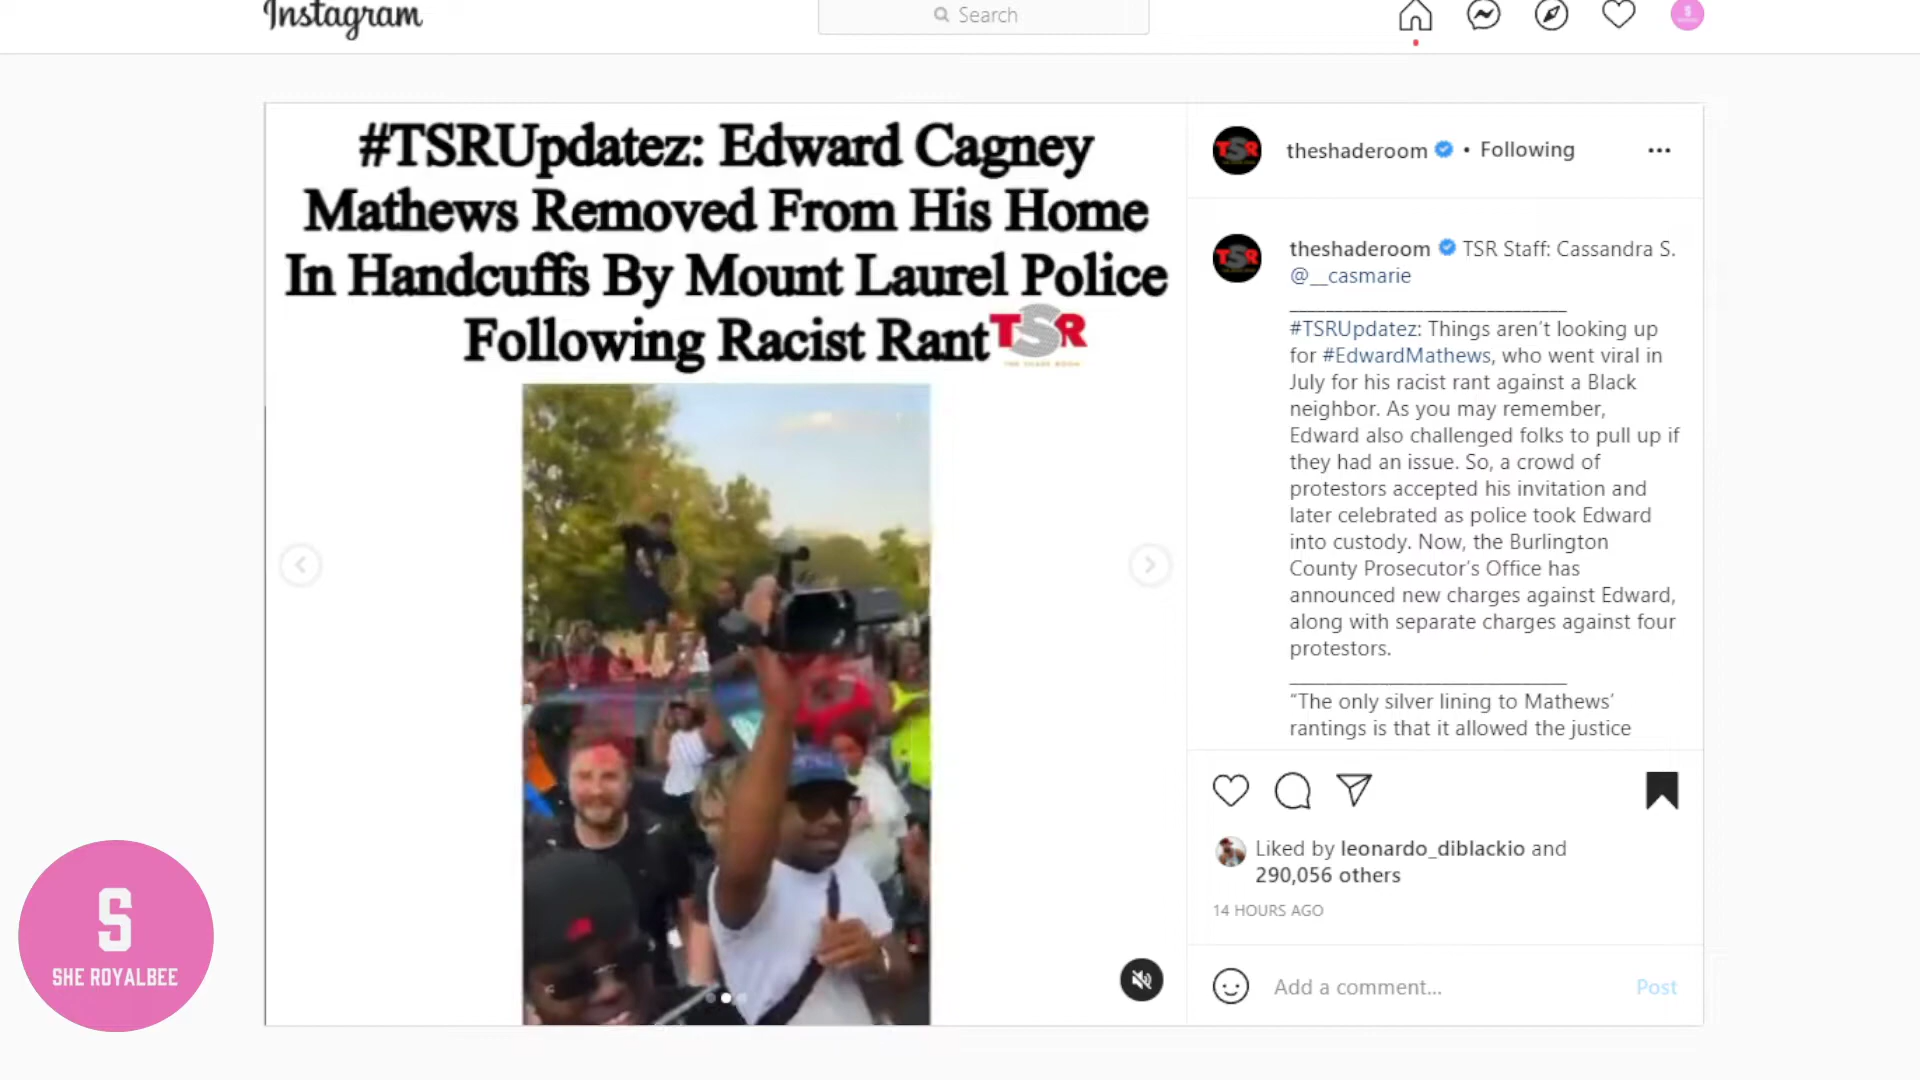 Instagram
Search
#TSRUpdatez: Edward Cagney
Mathews Removed From His Home
In Handcuffs By Mount Laurel Police
Following Racist Rant
TSR
THE SHADE ROOM
theshaderoom • Following
theshaderoom TSR Staff: Cassandra S.
@__casmarie
#TSRUpdatez: Things aren't looking up
for #EdwardMathews, who went viral in
July for his racist rant against a Black
neighbor. As you may remember,
Edward also challenged folks to pull up if
they had an issue. So, a crowd of
protestors accepted his invitation and
later celebrated as police took Edward
into custody. Now, the Burlington
County Prosecutor's Office has
announced new charges against Edward,
along with separate charges against four
protestors.
“The only silver lining to Mathews’
rantings is that it allowed the justice
Liked by leonardo_diblackio and
290,056 others
14 HOURS AGO
Add a comment... Post
S
SHE ROYALBEE